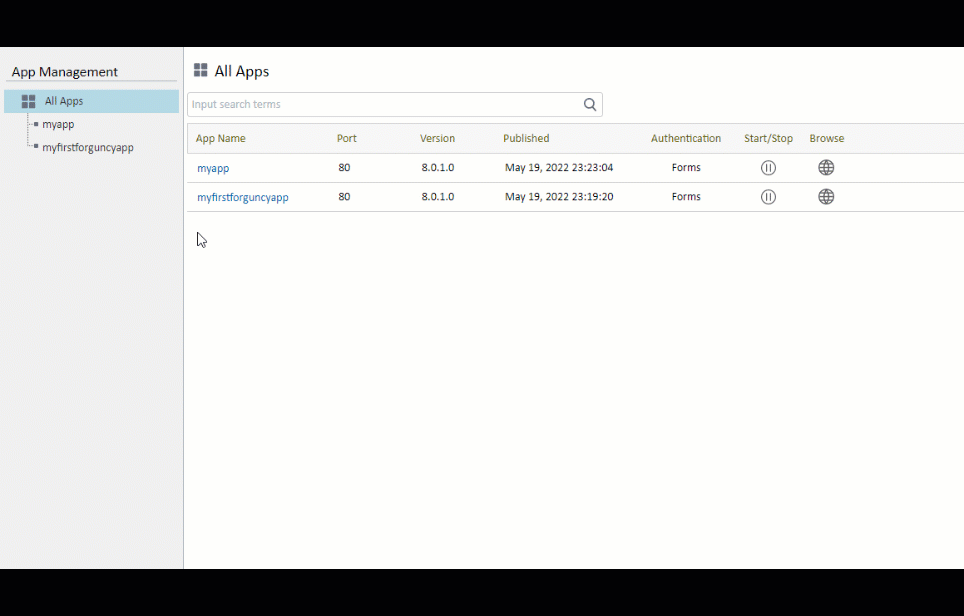 App Management
All Apps
myapp
myfirstforguncyapp
All Apps
Input search terms
App Name Port Version Published Authentication Start/Stop Browse
myapp 80 8.0.1.0 May 19, 2022 23:23:04 Forms
myfirstforguncyapp 80 8.0.1.0 May 19, 2022 23:19:20 Forms